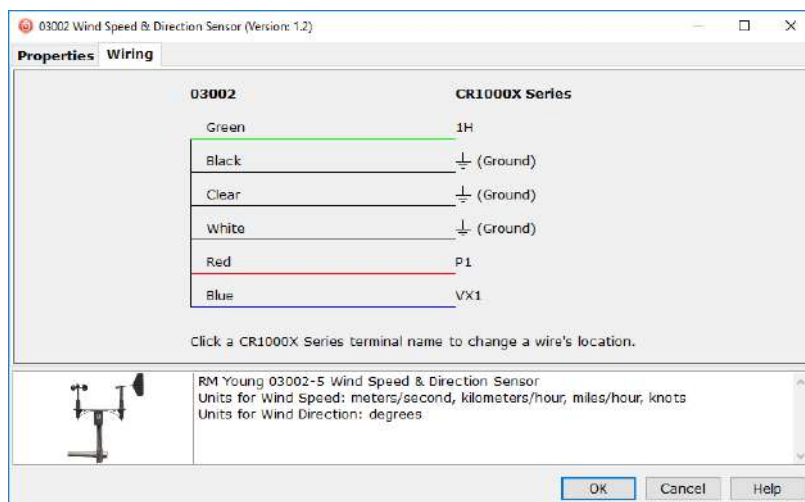 03002 Wind Speed & Direction Sensor (Version: 1.2)
Properties Wiring
03002 CR1000X Series
Green 1H
Black (Ground)
Clear (Ground)
White (Ground)
Red P1
Blue VX1
Click a CR1000X Series terminal name to change a wire's location.
RM Young 03002-5 Wind Speed & Direction Sensor
Units for Wind Speed: meters/second, kilometers/hour, miles/hour, knots
Units for Wind Direction: degrees
OK Cancel Help